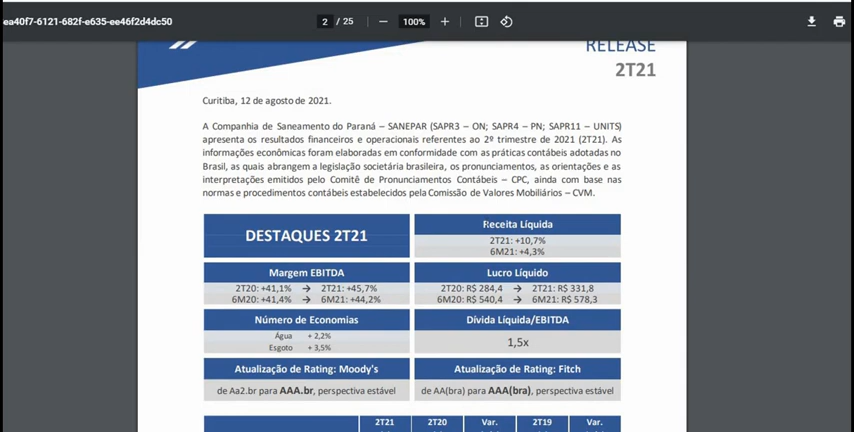 ea40f7-6121-682f-e635-ee46f2d4dc50
2 / 25
100%
RELEASE
2T21
Curitiba, 12 de agosto de 2021.
A Companhia de Saneamento do Paraná – SANEPAR (SAPR3 – ON; SAPR4 – PN; SAPR11 – UNITS)
apresenta os resultados financeiros e operacionais referentes ao 2º trimestre de 2021 (2T21). As
informações econômicas foram elaboradas em conformidade com as práticas contábeis adotadas no
Brasil, as quais abrangem a legislação societária brasileira, os pronunciamentos, as orientações e as
interpretações emitidos pelo Comitê de Pronunciamentos Contábeis – CPC, ainda com base nas
normas e procedimentos contábeis estabelecidos pela Comissão de Valores Mobiliários – CVM.
DESTAQUES 2T21
Receita Líquida
2T21: +10,7%
6M21: +4,3%
Margem EBITDA
2T20: +41,1% → 2T21: +45,7%
6M20: +41,4% → 6M21: +44,2%
Lucro Líquido
2T20: R$ 284,4 → 2T21: R$ 331,8
6M20: R$ 540,4 → 6M21: R$ 578,3
Número de Economias
Água + 2,2%
Esgoto + 3,5%
Dívida Líquida/EBITDA
1,5x
Atualização de Rating: Moody's
de Aa2.br para AAA.br, perspectiva estável
Atualização de Rating: Fitch
de AA(bra) para AAA(bra), perspectiva estável
2T21 2T20 Var. 2T19 Var.